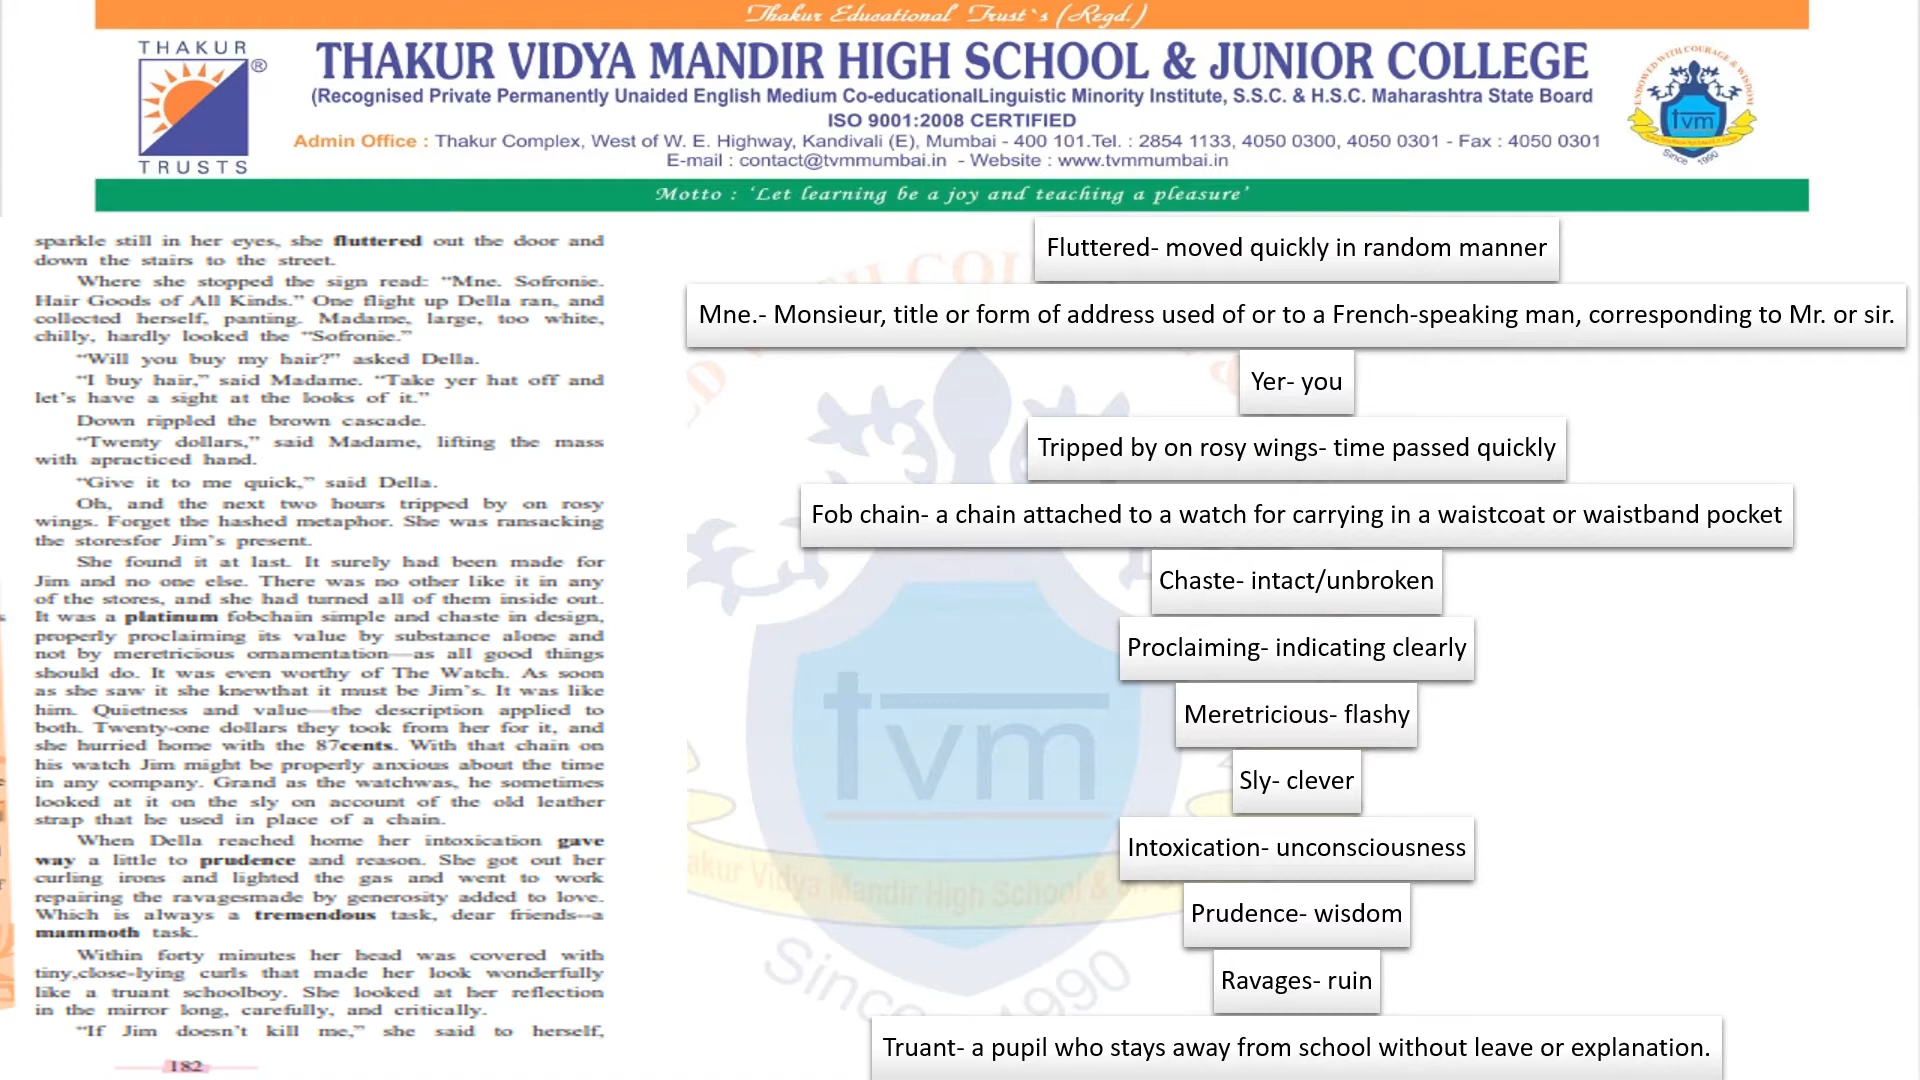 Thakur Educational Trust`s (Regd.)
THAKUR
TRUSTS
®
THAKUR VIDYA MANDIR HIGH SCHOOL & JUNIOR COLLEGE
(Recognised Private Permanently Unaided English Medium Co-educationalLinguistic Minority Institute, S.S.C. & H.S.C. Maharashtra State Board
ISO 9001:2008 CERTIFIED
Admin Office : Thakur Complex, West of W. E. Highway, Kandivali (E), Mumbai - 400 101.Tel. : 2854 1133, 4050 0300, 4050 0301 - Fax : 4050 0301
E-mail : contact@tvmmumbai.in - Website : www.tvmmumbai.in
ENDOWED WITH COURAGE & WISDOM
tvm
Since 1990
Motto : ‘Let learning be a joy and teaching a pleasure’
sparkle still in her eyes, she fluttered out the door and
down the stairs to the street.
Where she stopped the sign read: “Mne. Sofronie.
Hair Goods of All Kinds.” One flight up Della ran, and
collected herself, panting. Madame, large, too white,
chilly, hardly looked the “Sofronie.”
“Will you buy my hair?” asked Della.
“I buy hair,” said Madame. “Take yer hat off and
let’s have a sight at the looks of it.”
Down rippled the brown cascade.
“Twenty dollars,” said Madame, lifting the mass
with apracticed hand.
“Give it to me quick,” said Della.
Oh, and the next two hours tripped by on rosy
wings. Forget the hashed metaphor. She was ransacking
the storesfor Jim’s present.
She found it at last. It surely had been made for
Jim and no one else. There was no other like it in any
of the stores, and she had turned all of them inside out.
It was a platinum fobchain simple and chaste in design,
properly proclaiming its value by substance alone and
not by meretricious ornamentation—as all good things
should do. It was even worthy of The Watch. As soon
as she saw it she knewthat it must be Jim’s. It was like
him. Quietness and value—the description applied to
both. Twenty-one dollars they took from her for it, and
she hurried home with the 87cents. With that chain on
his watch Jim might be properly anxious about the time
in any company. Grand as the watchwas, he sometimes
looked at it on the sly on account of the old leather
strap that he used in place of a chain.
When Della reached home her intoxication gave
way a little to prudence and reason. She got out her
curling irons and lighted the gas and went to work
repairing the ravagesmade by generosity added to love.
Which is always a tremendous task, dear friends--a
mammoth task.
Within forty minutes her head was covered with
tiny,close-lying curls that made her look wonderfully
like a truant schoolboy. She looked at her reflection
in the mirror long, carefully, and critically.
“If Jim doesn’t kill me,” she said to herself,
182
Fluttered- moved quickly in random manner
Mne.- Monsieur, title or form of address used of or to a French-speaking man, corresponding to Mr. or sir.
Yer- you
Tripped by on rosy wings- time passed quickly
Fob chain- a chain attached to a watch for carrying in a waistcoat or waistband pocket
Chaste- intact/unbroken
Proclaiming- indicating clearly
Meretricious- flashy
Sly- clever
Intoxication- unconsciousness
Prudence- wisdom
Ravages- ruin
Truant- a pupil who stays away from school without leave or explanation.
tvm
akur Vidya Mandir High School &
Since 1990